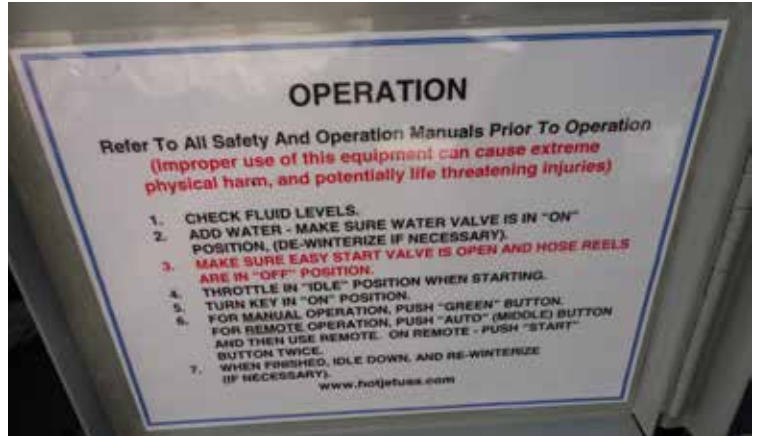 OPERATION
Refer To All Safety And Operation Manuals Prior To Operation
(Improper use of this equipment can cause extreme
physical harm, and potentially life threatening injuries)
1. CHECK FLUID LEVELS.
2. ADD WATER - MAKE SURE WATER VALVE IS IN "ON"
POSITION, (DE-WINTERIZE IF NECESSARY).
3. MAKE SURE EASY START VALVE IS OPEN AND HOSE REELS
ARE IN "OFF" POSITION.
4. THROTTLE IN "IDLE" POSITION WHEN STARTING.
5. TURN KEY IN "ON" POSITION.
6. FOR MANUAL OPERATION, PUSH "GREEN" BUTTON.
FOR REMOTE OPERATION, PUSH "AUTO" (MIDDLE) BUTTON
AND THEN USE REMOTE. ON REMOTE - PUSH "START"
BUTTON TWICE.
7. WHEN FINISHED, IDLE DOWN, AND RE-WINTERIZE
(IF NECESSARY).
www.hotjetusa.com